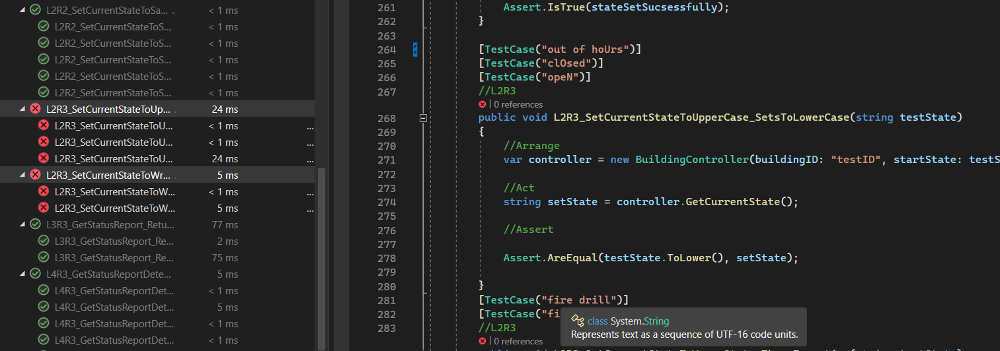 L2R2_SetCurrentStateToSa... < 1 ms
L2R2_SetCurrentStateToS... < 1 ms
L2R2_SetCurrentStateToS... < 1 ms
L2R2_SetCurrentStateToS... < 1 ms
L2R2_SetCurrentStateToS... < 1 ms
L2R2_SetCurrentStateToS... < 1 ms
L2R3_SetCurrentStateToUp... 24 ms
L2R3_SetCurrentStateToU... < 1 ms ...
L2R3_SetCurrentStateToU... < 1 ms ...
L2R3_SetCurrentStateToU... 24 ms ...
L2R3_SetCurrentStateToWr... 5 ms
L2R3_SetCurrentStateToW... < 1 ms ...
L2R3_SetCurrentStateToW... 5 ms ...
L3R3_GetStatusReport_Retu... 77 ms
L3R3_GetStatusReport_Re... 2 ms
L3R3_GetStatusReport_Re... 75 ms
L4R3_GetStatusReportDete... 5 ms
L4R3_GetStatusReportDet... < 1 ms
L4R3_GetStatusReportDet... 5 ms
L4R3_GetStatusReportDet... < 1 ms
L4R3_GetStatusReportDet... < 1 ms
261 Assert.IsTrue(stateSetSucsessfully);
262 }
263
264 [TestCase("out of hoUrs")]
265 [TestCase("clOsed")]
266 [TestCase("opeN")]
267 //L2R3
| 0 references
268 public void L2R3_SetCurrentStateToUpperCase_SetsToLowerCase(string testState)
269 {
270 //Arrange
271 var controller = new BuildingController(buildingID: "testID", startState: testS
272
273 //Act
274 string setState = controller.GetCurrentState();
275
276 //Assert
277
278 Assert.AreEqual(testState.ToLower(), setState);
279
280 }
281 [TestCase("fire drill")]
282 [TestCase("fi
283 //L2R3
| 0 references
class System.String
Represents text as a sequence of UTF-16 code units.